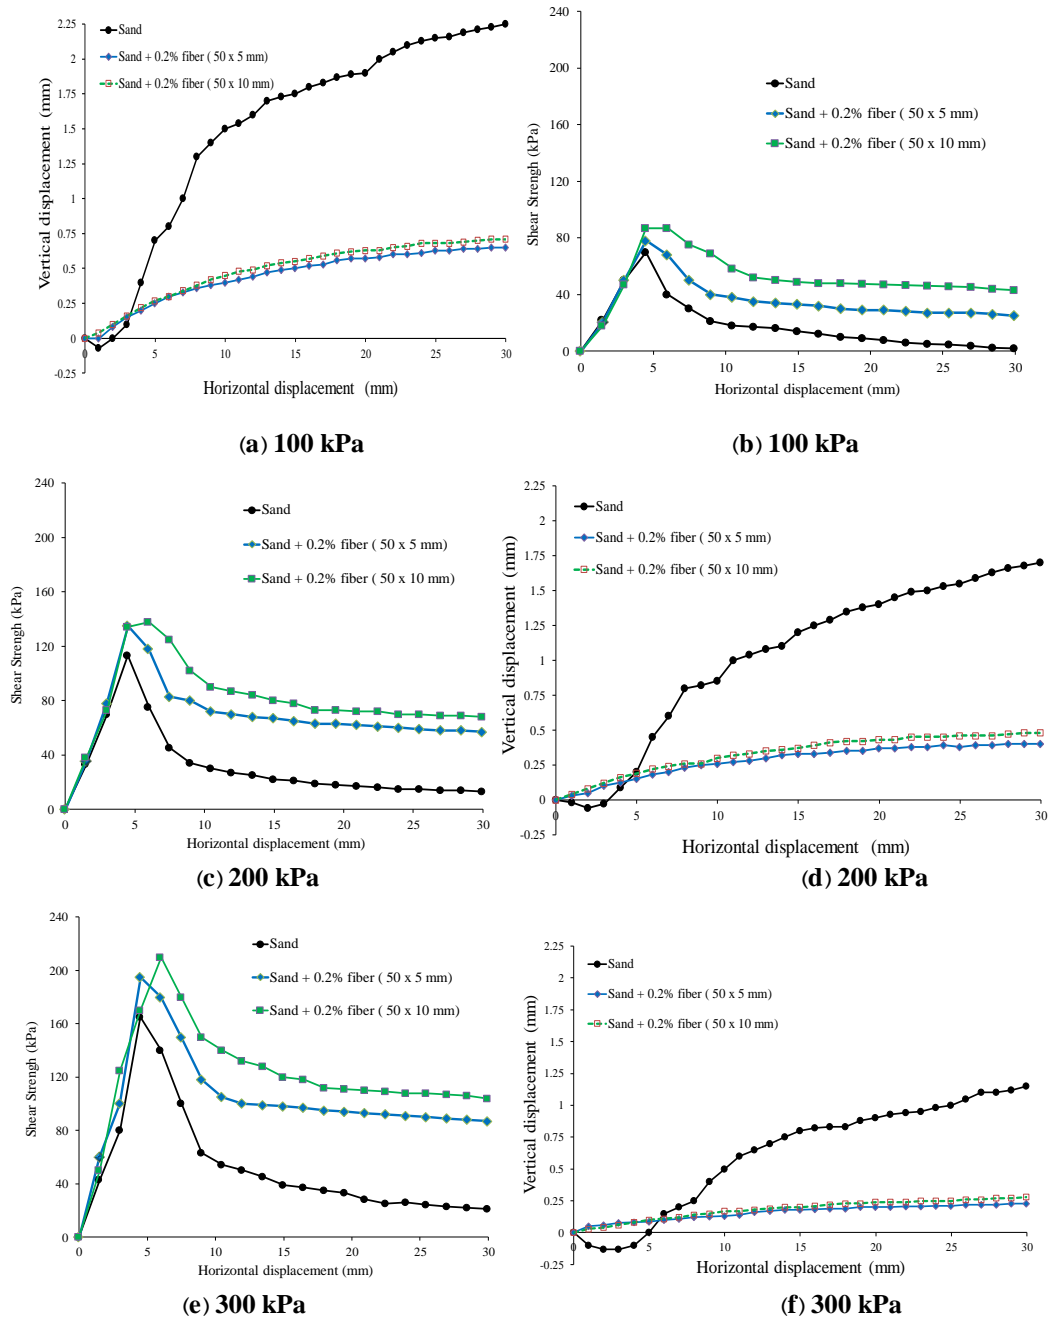 2.25
2
1.75
1.5
1.25
1
0.75
0.5
0.25
0
-0.25
Vertical displacement (mm)
Sand
Sand + 0.2% fiber ( 50 x 5 mm)
Sand + 0.2% fiber ( 50 x 10 mm)
0 5 10 15 20 25 30
Horizontal displacement (mm)
(a) 100 kPa
240
200
160
120
80
40
0
Shear Strengh (kPa)
Sand
Sand + 0.2% fiber ( 50 x 5 mm)
Sand + 0.2% fiber ( 50 x 10 mm)
0 5 10 15 20 25 30
Horizontal displacement (mm)
(b) 100 kPa
240
200
160
120
80
40
0
Shear Strengh (kPa)
Sand
Sand + 0.2% fiber ( 50 x 5 mm)
Sand + 0.2% fiber ( 50 x 10 mm)
0 5 10 15 20 25 30
Horizontal displacement (mm)
(c) 200 kPa
2.25
2
1.75
1.5
1.25
1
0.75
0.5
0.25
0
-0.25
Vertical displacement (mm)
Sand
Sand + 0.2% fiber ( 50 x 5 mm)
Sand + 0.2% fiber ( 50 x 10 mm)
0 5 10 15 20 25 30
Horizontal displacement (mm)
(d) 200 kPa
240
200
160
120
80
40
0
Shear Strengh (kPa)
Sand
Sand + 0.2% fiber ( 50 x 5 mm)
Sand + 0.2% fiber ( 50 x 10 mm)
0 5 10 15 20 25 30
Horizontal displacement (mm)
(e) 300 kPa
2.25
2
1.75
1.5
1.25
1
0.75
0.5
0.25
0
-0.25
Vertical displacement (mm)
Sand
Sand + 0.2% fiber ( 50 x 5 mm)
Sand + 0.2% fiber ( 50 x 10 mm)
0 5 10 15 20 25 30
Horizontal displacement (mm)
(f) 300 kPa